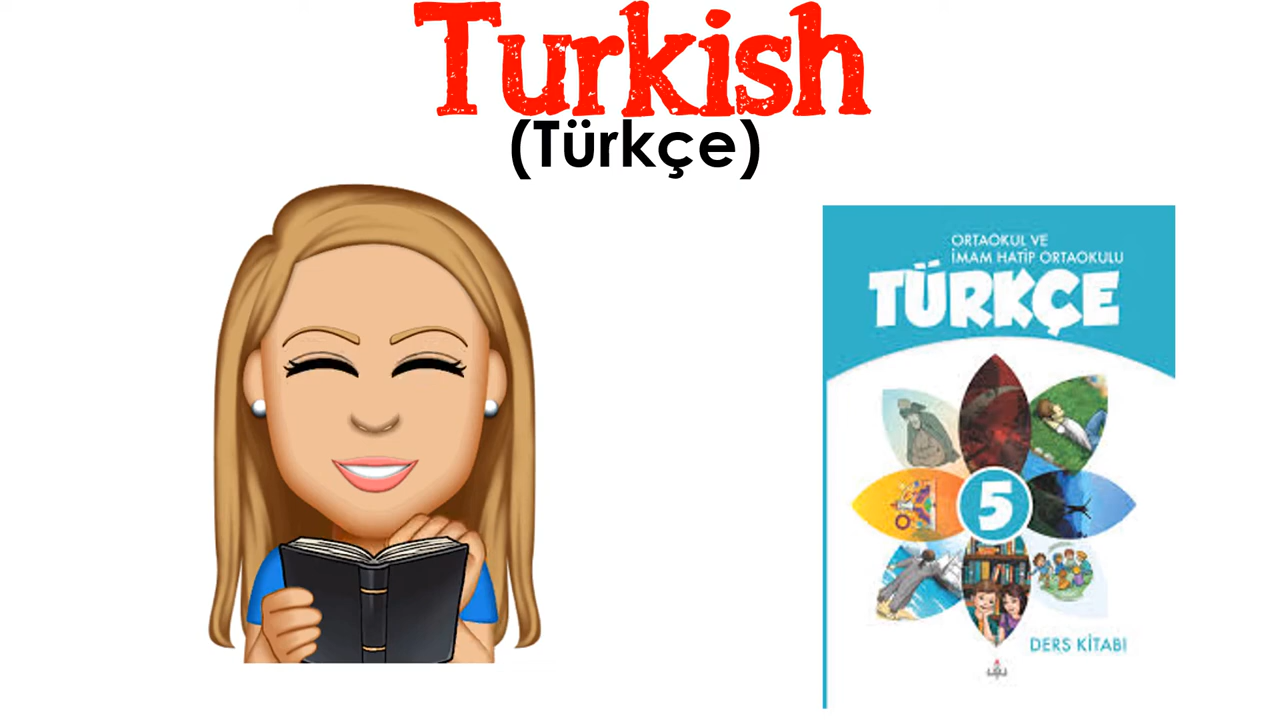 Turkish
(Türkçe)
ORTAOKUL VE
İMAM HATİP ORTAOKULU
TÜRKÇE
5
DERS KİTABI